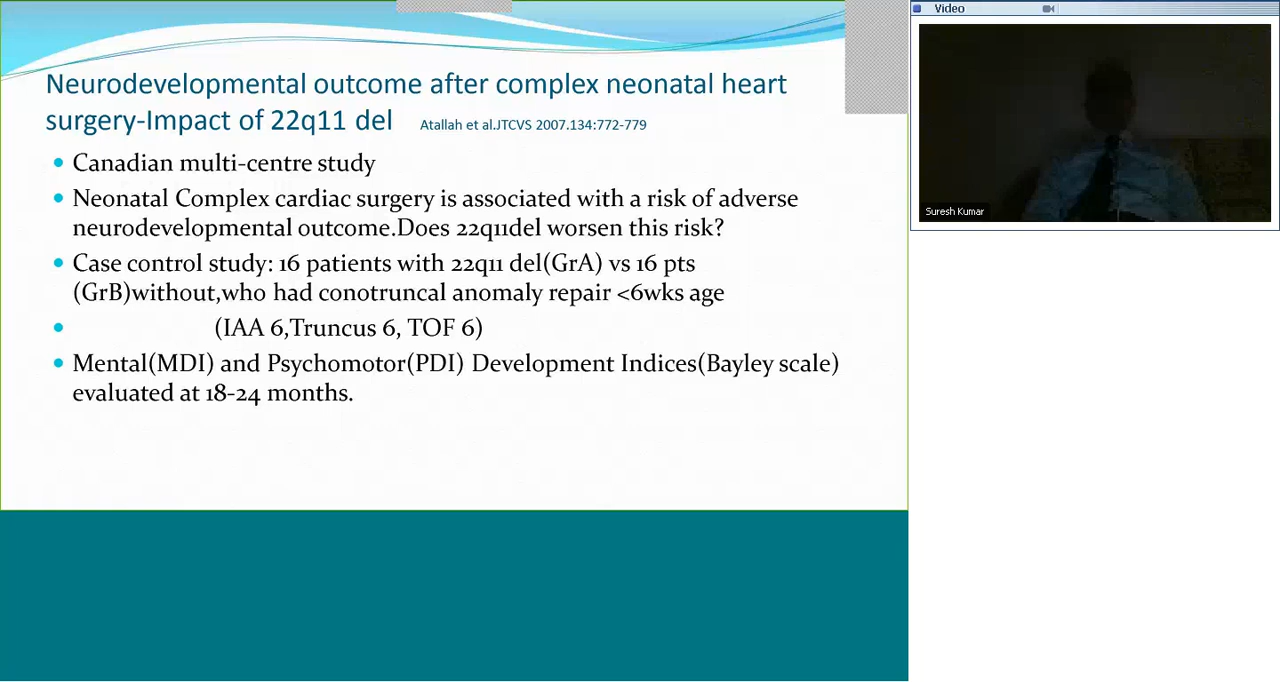 Neurodevelopmental outcome after complex neonatal heart
surgery-Impact of 22q11 del Atallah et al.JTCVS 2007.134:772-779
• Canadian multi-centre study
• Neonatal Complex cardiac surgery is associated with a risk of adverse
neurodevelopmental outcome.Does 22q11del worsen this risk?
• Case control study: 16 patients with 22q11 del(GrA) vs 16 pts
(GrB)without,who had conotruncal anomaly repair <6wks age
• (IAA 6,Truncus 6, TOF 6)
• Mental(MDI) and Psychomotor(PDI) Development Indices(Bayley scale)
evaluated at 18-24 months.
Video
Suresh Kumar